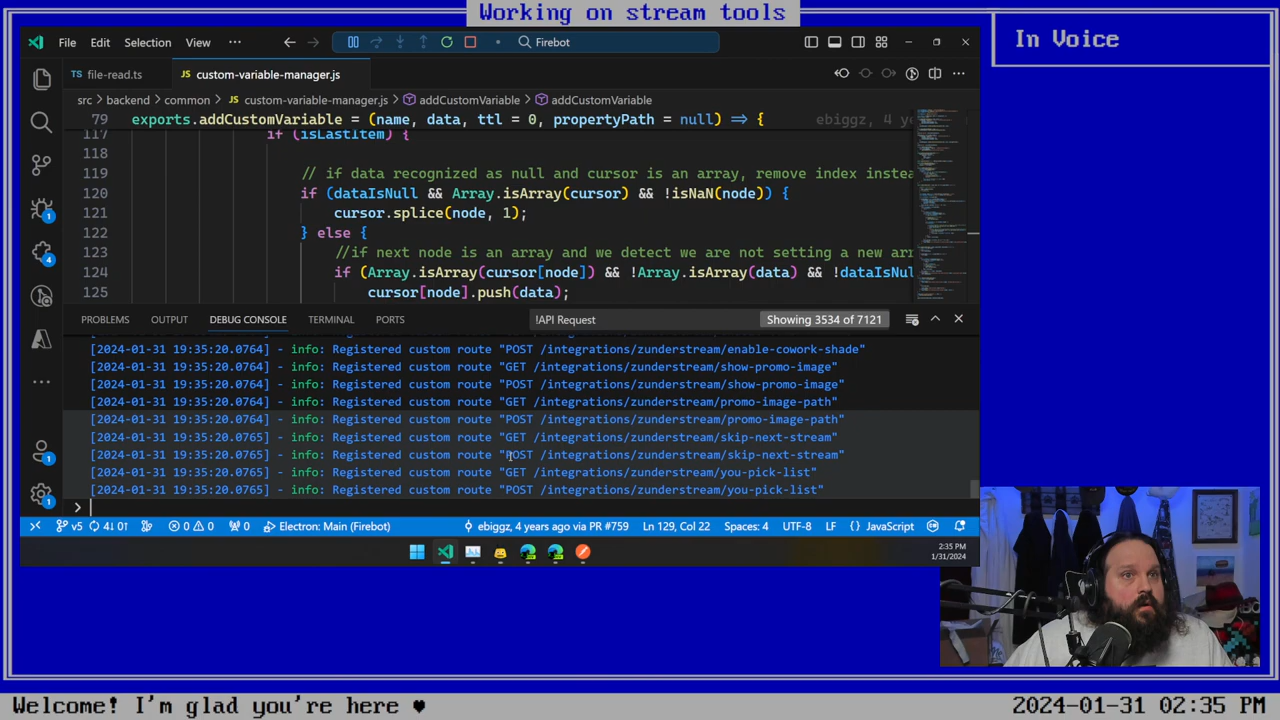 Working on stream tools
In Voice
File Edit Selection View ··· Firebot
TS file-read.ts JS custom-variable-manager.js
src > backend > common > JS custom-variable-manager.js > addCustomVariable > addCustomVariable
79 exports.addCustomVariable = (name, data, ttl = 0, propertyPath = null) => { ebiggz, 4 ye
117 if (isLastItem) {
118
119 // if data recognized as null and cursor is an array, remove index instea
120 if (dataIsNull && Array.isArray(cursor) && !isNaN(node)) {
121 cursor.splice(node, 1);
122 } else {
123 //if next node is an array and we detect we are not setting a new arr
124 if (Array.isArray(cursor[node]) && !Array.isArray(data) && !dataIsNul
125 cursor[node].push(data);
PROBLEMS OUTPUT DEBUG CONSOLE TERMINAL PORTS !API Request Showing 3534 of 7121
[2024-01-31 19:35:20.0764] - info: Registered custom route "POST /integrations/zunderstream/enable-cowork-shade"
[2024-01-31 19:35:20.0764] - info: Registered custom route "GET /integrations/zunderstream/show-promo-image"
[2024-01-31 19:35:20.0764] - info: Registered custom route "POST /integrations/zunderstream/show-promo-image"
[2024-01-31 19:35:20.0764] - info: Registered custom route "GET /integrations/zunderstream/promo-image-path"
[2024-01-31 19:35:20.0764] - info: Registered custom route "POST /integrations/zunderstream/promo-image-path"
[2024-01-31 19:35:20.0765] - info: Registered custom route "GET /integrations/zunderstream/skip-next-stream"
[2024-01-31 19:35:20.0765] - info: Registered custom route "POST /integrations/zunderstream/skip-next-stream"
[2024-01-31 19:35:20.0765] - info: Registered custom route "GET /integrations/zunderstream/you-pick-list"
[2024-01-31 19:35:20.0765] - info: Registered custom route "POST /integrations/zunderstream/you-pick-list"
>
v5 4↓ 0↑ 0 0 0 Electron: Main (Firebot) ebiggz, 4 years ago via PR #759 Ln 129, Col 22 Spaces: 4 UTF-8 LF {} JavaScript
2:35 PM
1/31/2024
Welcome! I'm glad you're here ♥ 2024-01-31 02:35 PM